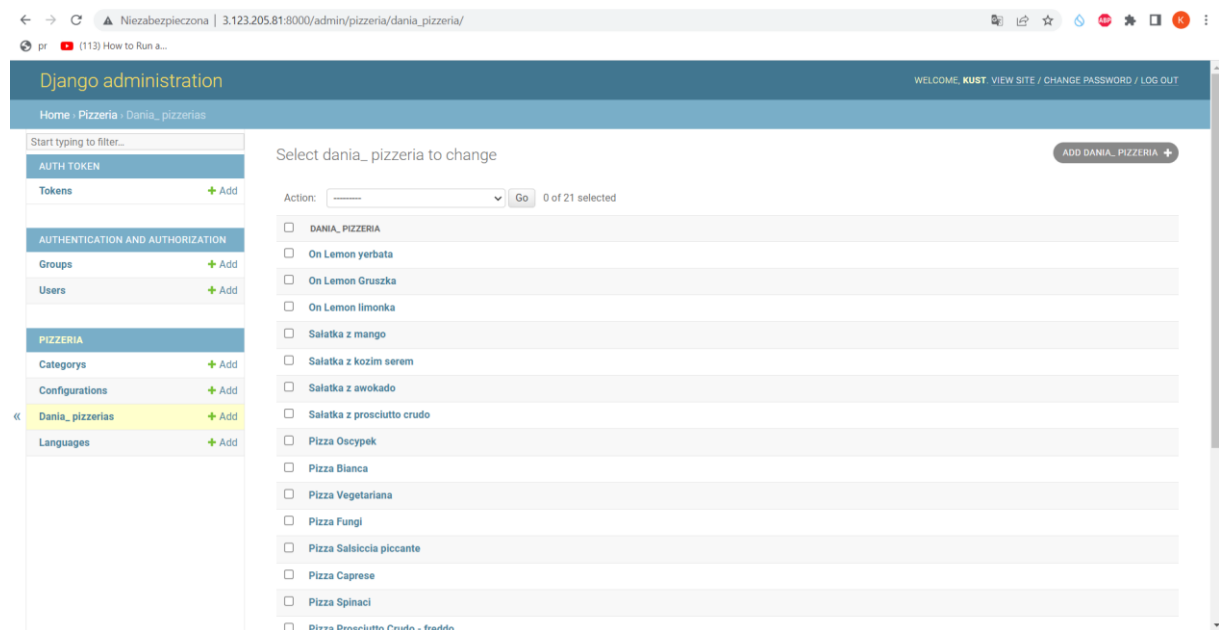 Niezabezpieczona | 3.123.205.81:8000/admin/pizzeria/dania_pizzeria/
pr (113) How to Run a...
Django administration
WELCOME, KUST. VIEW SITE / CHANGE PASSWORD / LOG OUT
Home › Pizzeria › Dania_ pizzerias
Start typing to filter...
AUTH TOKEN
Tokens + Add
AUTHENTICATION AND AUTHORIZATION
Groups + Add
Users + Add
PIZZERIA
Categorys + Add
Configurations + Add
« Dania_ pizzerias + Add
Languages + Add
Select dania_ pizzeria to change
ADD DANIA_ PIZZERIA +
Action: --------- Go 0 of 21 selected
DANIA_ PIZZERIA
On Lemon yerbata
On Lemon Gruszka
On Lemon limonka
Sałatka z mango
Sałatka z kozim serem
Sałatka z awokado
Sałatka z prosciutto crudo
Pizza Oscypek
Pizza Bianca
Pizza Vegetariana
Pizza Fungi
Pizza Salsiccia piccante
Pizza Caprese
Pizza Spinaci
Pizza Prosciutto Crudo - freddo